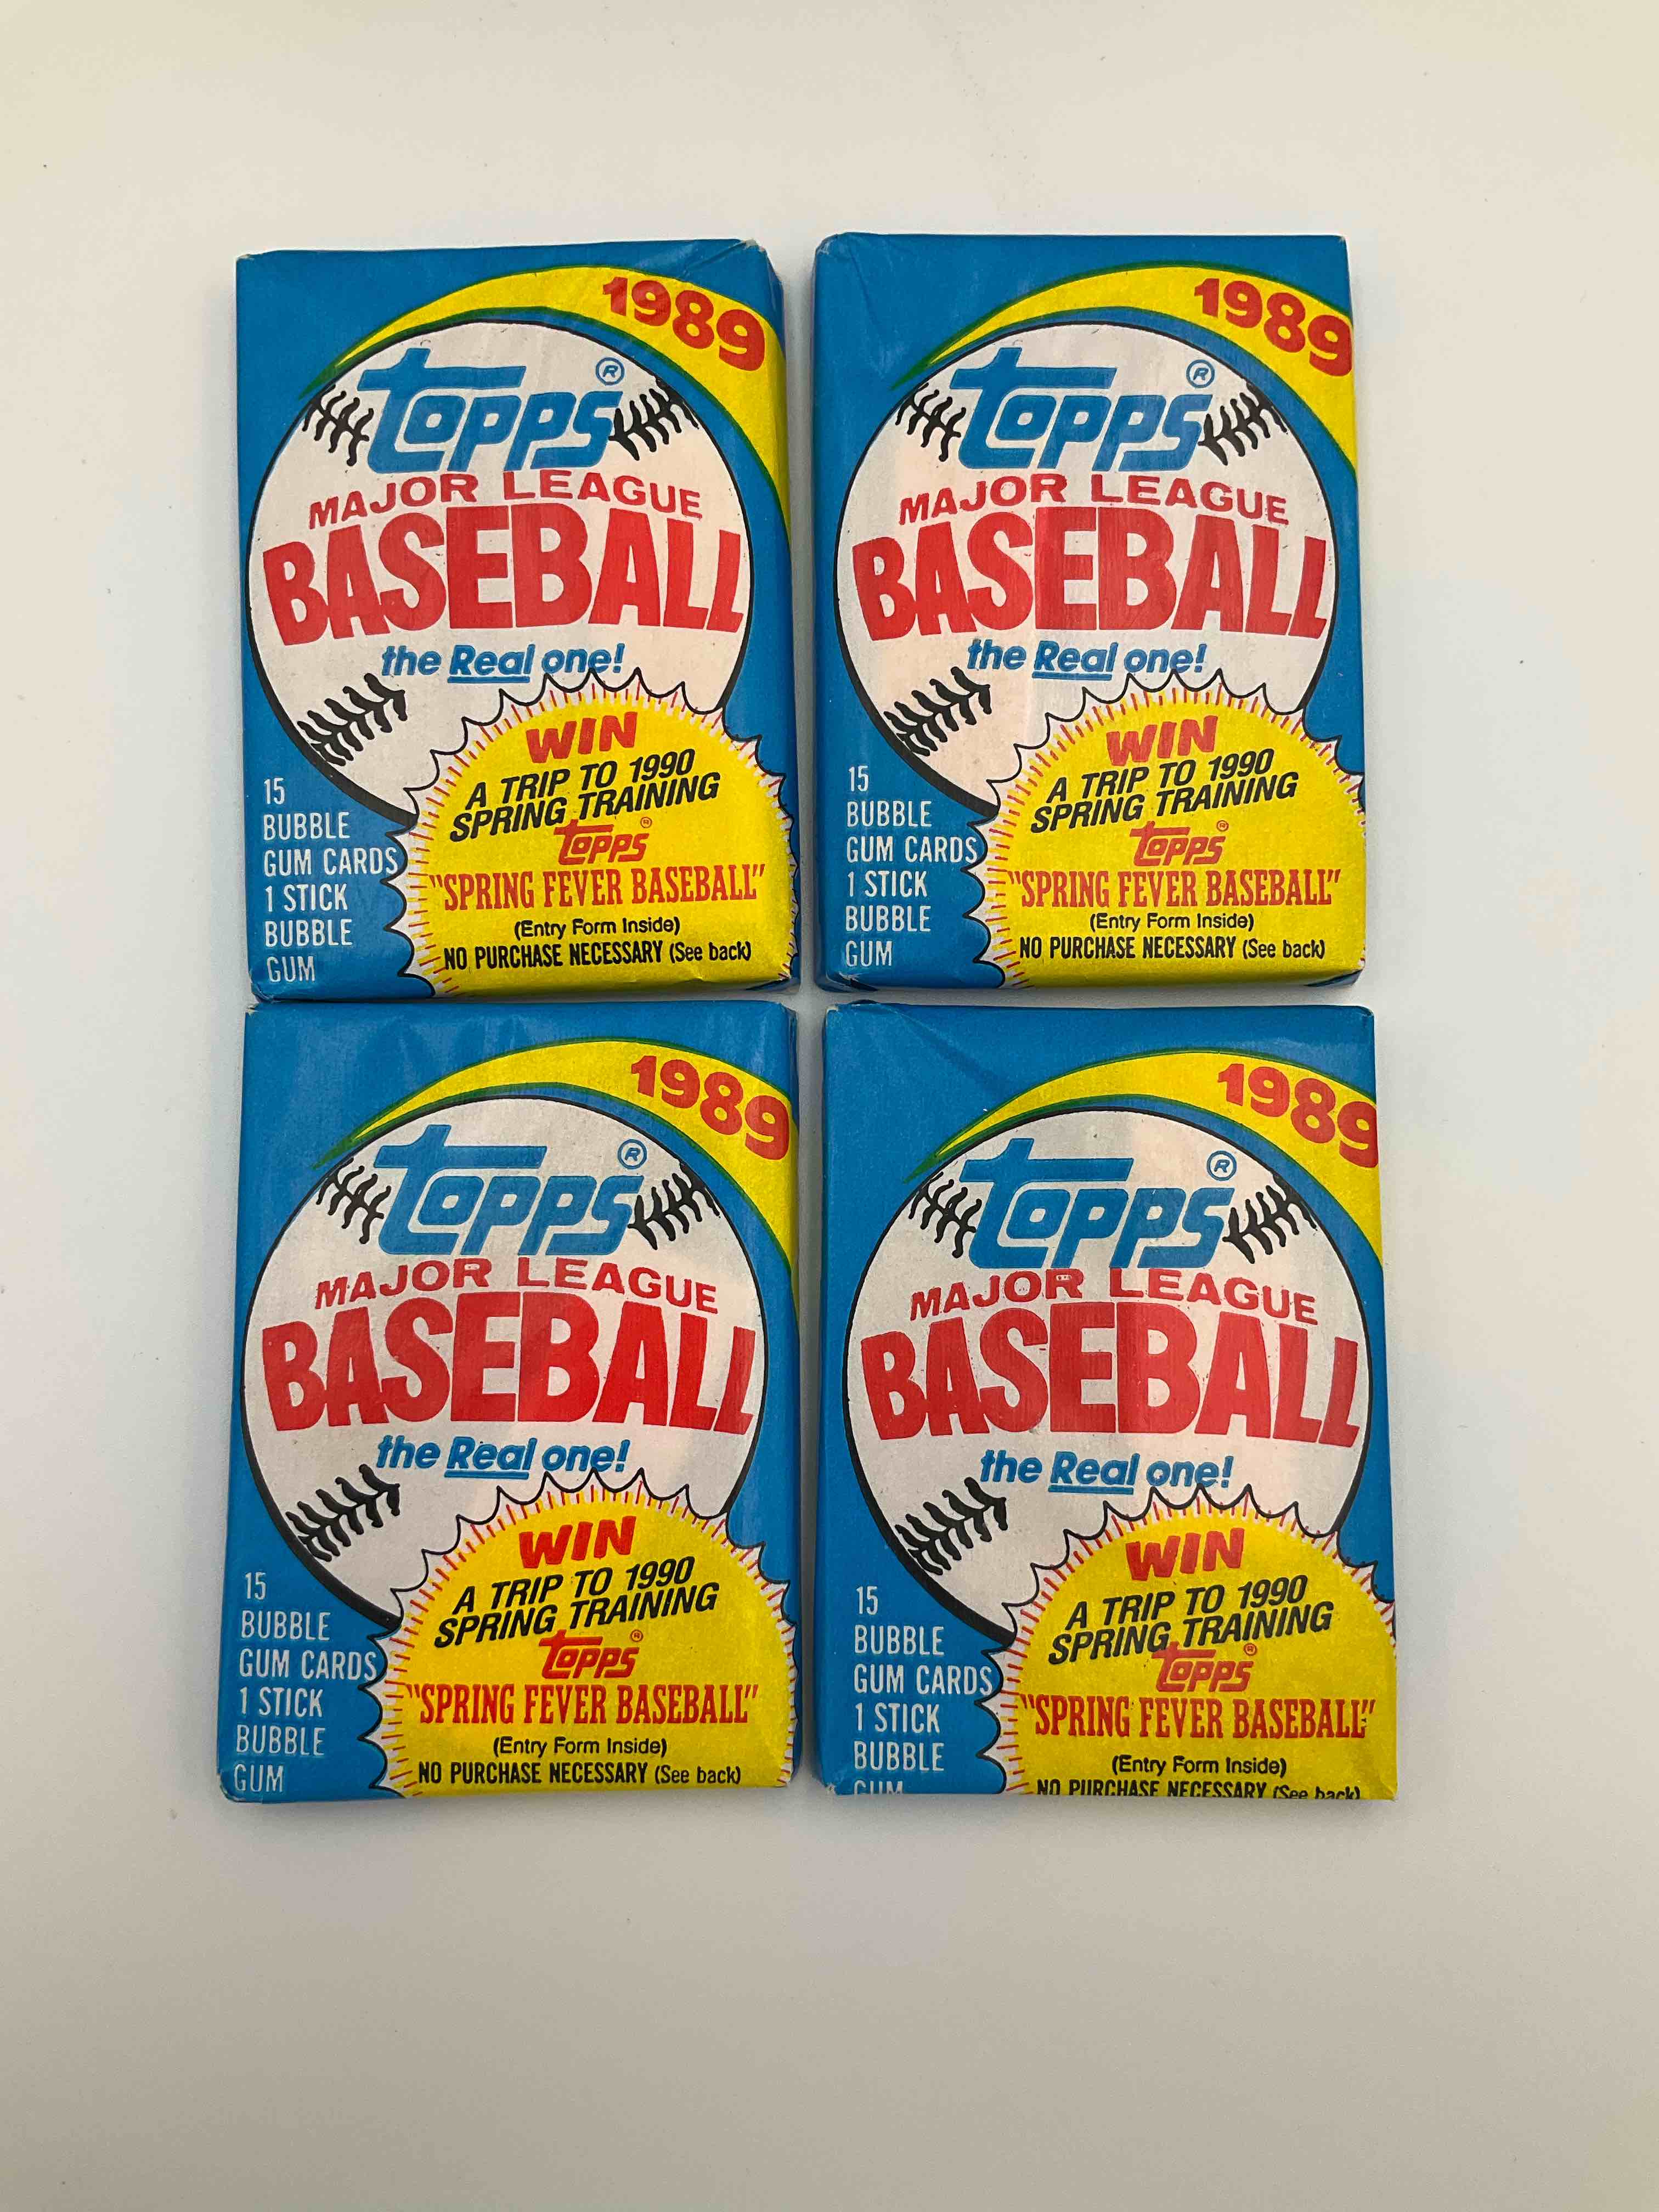 1989
Topps®
MAJOR LEAGUE
BASEBALL
the Real one!
WIN
A TRIP TO 1990
SPRING TRAINING
Topps®
"SPRING FEVER BASEBALL"
(Entry Form Inside)
NO PURCHASE NECESSARY (See back)
15
BUBBLE
GUM CARDS
1 STICK
BUBBLE
GUM
1989
Topps®
MAJOR LEAGUE
BASEBALL
the Real one!
WIN
A TRIP TO 1990
SPRING TRAINING
Topps®
"SPRING FEVER BASEBALL"
(Entry Form Inside)
NO PURCHASE NECESSARY (See back)
15
BUBBLE
GUM CARDS
1 STICK
BUBBLE
GUM
1989
Topps®
MAJOR LEAGUE
BASEBALL
the Real one!
WIN
A TRIP TO 1990
SPRING TRAINING
Topps®
"SPRING FEVER BASEBALL"
(Entry Form Inside)
NO PURCHASE NECESSARY (See back)
15
BUBBLE
GUM CARDS
1 STICK
BUBBLE
GUM
1989
Topps®
MAJOR LEAGUE
BASEBALL
the Real one!
WIN
A TRIP TO 1990
SPRING TRAINING
Topps®
"SPRING FEVER BASEBALL"
(Entry Form Inside)
NO PURCHASE NECESSARY (See back)
15
BUBBLE
GUM CARDS
1 STICK
BUBBLE
GUM